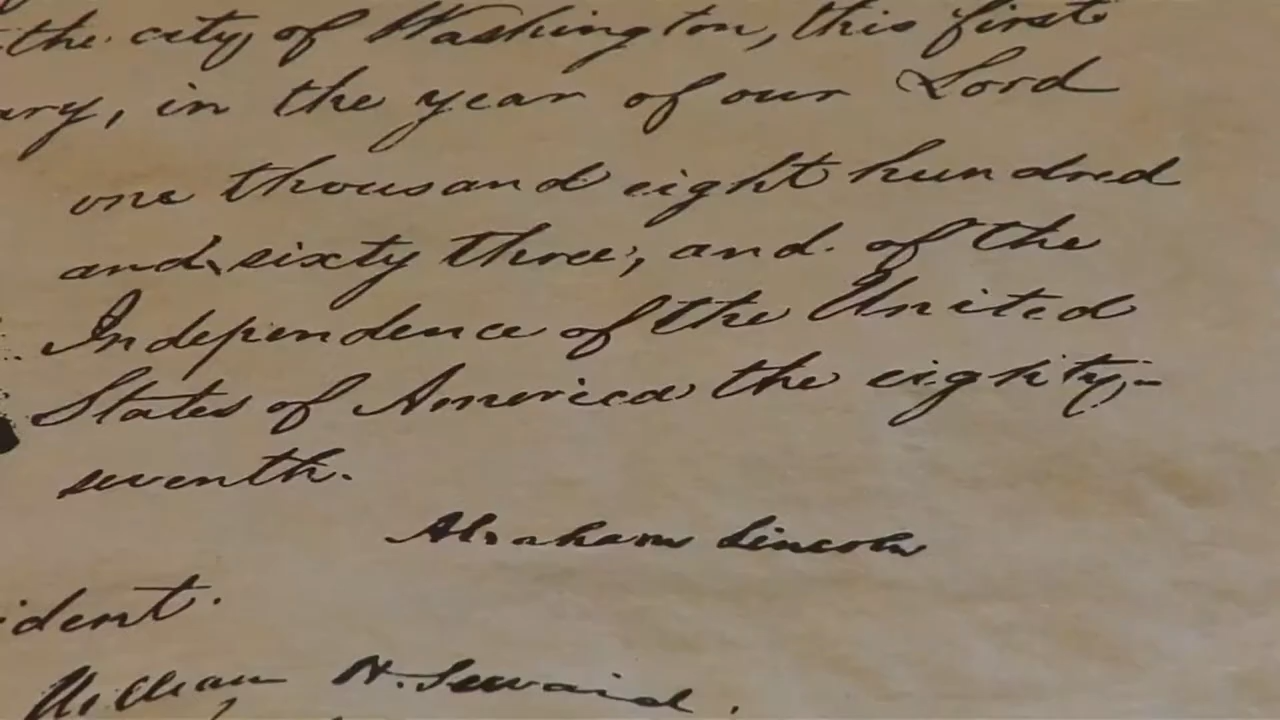 the city of Washington, this first
ary, in the year of our Lord
one thousand eight hundred
and sixty three, and of the
Independence of the United
States of America the eighty-
seventh.
Abraham Lincoln
ident.
William H. Seward.